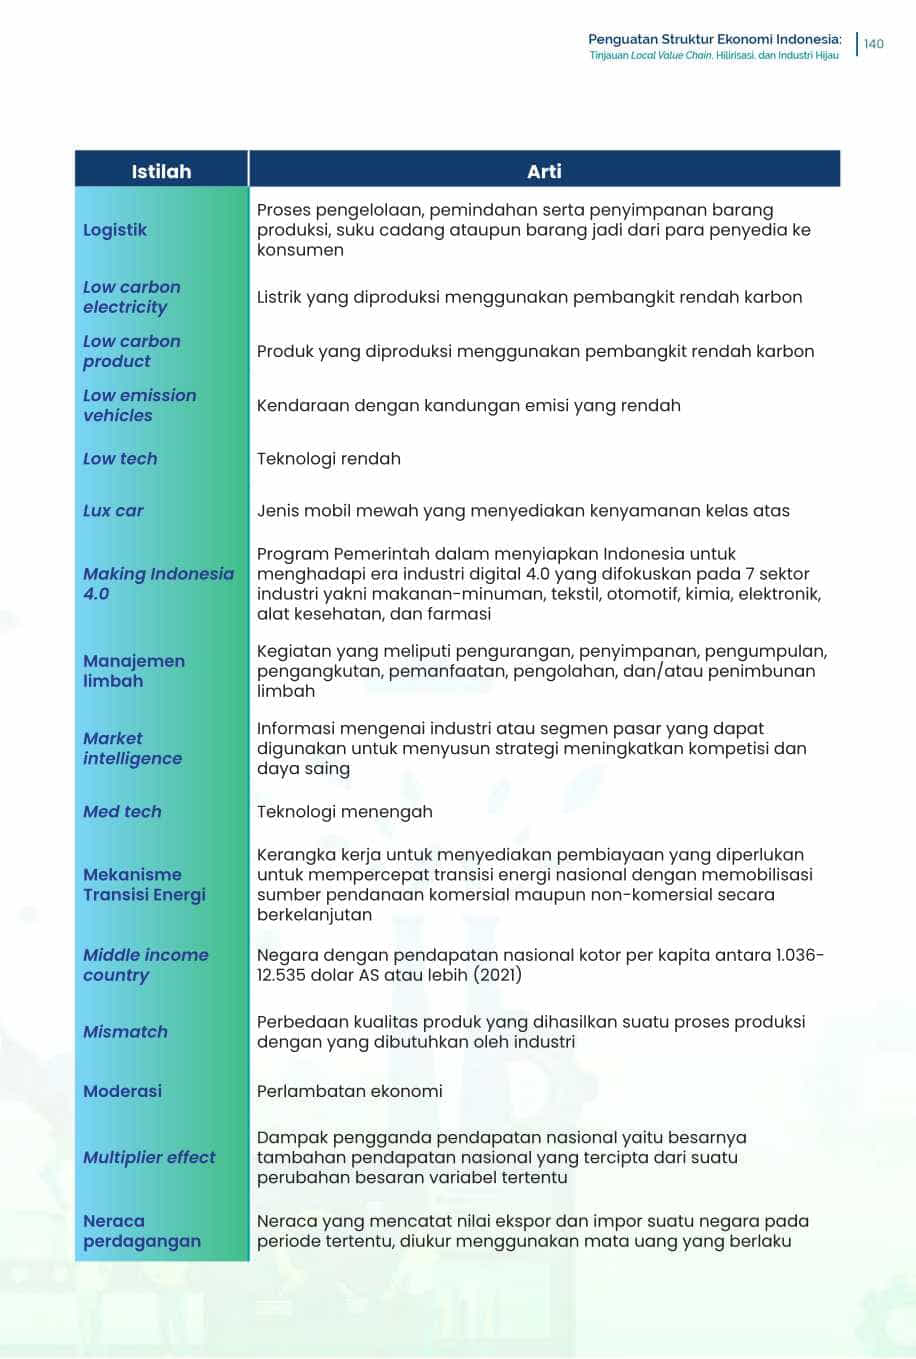 Penguatan Struktur Ekonomi Indonesia:
Tinjauan Local Value Chain, Hilirisasi, dan Industri Hijau
140
Istilah
Arti
Logistik
Proses pengelolaan, pemindahan serta penyimpanan barang
produksi, suku cadang ataupun barang jadi dari para penyedia ke
konsumen
Low carbon
electricity
Listrik yang diproduksi menggunakan pembangkit rendah karbon
Low carbon
product
Produk yang diproduksi menggunakan pembangkit rendah karbon
Low emission
vehicles
Kendaraan dengan kandungan emisi yang rendah
Low tech
Teknologi rendah
Lux car
Jenis mobil mewah yang menyediakan kenyamanan kelas atas
Making Indonesia
4.0
Program Pemerintah dalam menyiapkan Indonesia untuk
menghadapi era industri digital 4.0 yang difokuskan pada 7 sektor
industri yakni makanan-minuman, tekstil, otomotif, kimia, elektronik,
alat kesehatan, dan farmasi
Manajemen
limbah
Kegiatan yang meliputi pengurangan, penyimpanan, pengumpulan,
pengangkutan, pemanfaatan, pengolahan, dan/atau penimbunan
limbah
Market
intelligence
Informasi mengenai industri atau segmen pasar yang dapat
digunakan untuk menyusun strategi meningkatkan kompetisi dan
daya saing
Med tech
Teknologi menengah
Mekanisme
Transisi Energi
Kerangka kerja untuk menyediakan pembiayaan yang diperlukan
untuk mempercepat transisi energi nasional dengan memobilisasi
sumber pendanaan komersial maupun non-komersial secara
berkelanjutan
Middle income
country
Negara dengan pendapatan nasional kotor per kapita antara 1.036-
12.535 dolar AS atau lebih (2021)
Mismatch
Perbedaan kualitas produk yang dihasilkan suatu proses produksi
dengan yang dibutuhkan oleh industri
Moderasi
Perlambatan ekonomi
Multiplier effect
Dampak pengganda pendapatan nasional yaitu besarnya
tambahan pendapatan nasional yang tercipta dari suatu
perubahan besaran variabel tertentu
Neraca
perdagangan
Neraca yang mencatat nilai ekspor dan impor suatu negara pada
periode tertentu, diukur menggunakan mata uang yang berlaku